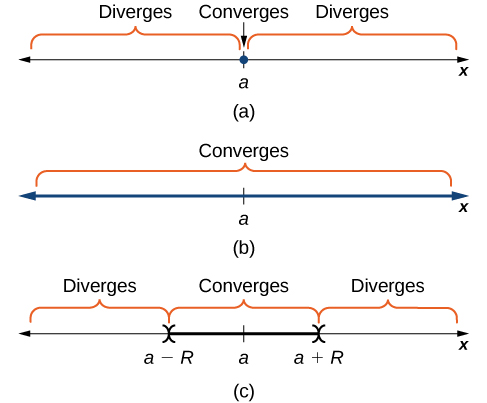 Diverges Converges Diverges
x
a
(a)
Converges
x
a
(b)
Diverges Converges Diverges
x
a − R a a + R
(c)